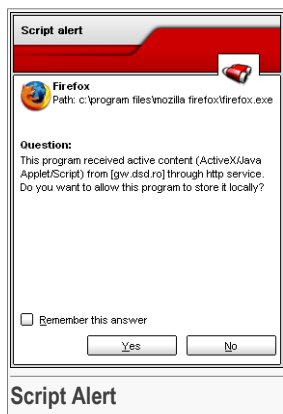 Script alert
Firefox
Path: c:\program files\mozilla firefox\firefox.exe
Question:
This program received active content (ActiveX/Java
Applet/Script) from [gw.dsd.ro] through http service.
Do you want to allow this program to store it locally?
Remember this answer
Yes
No
Script Alert